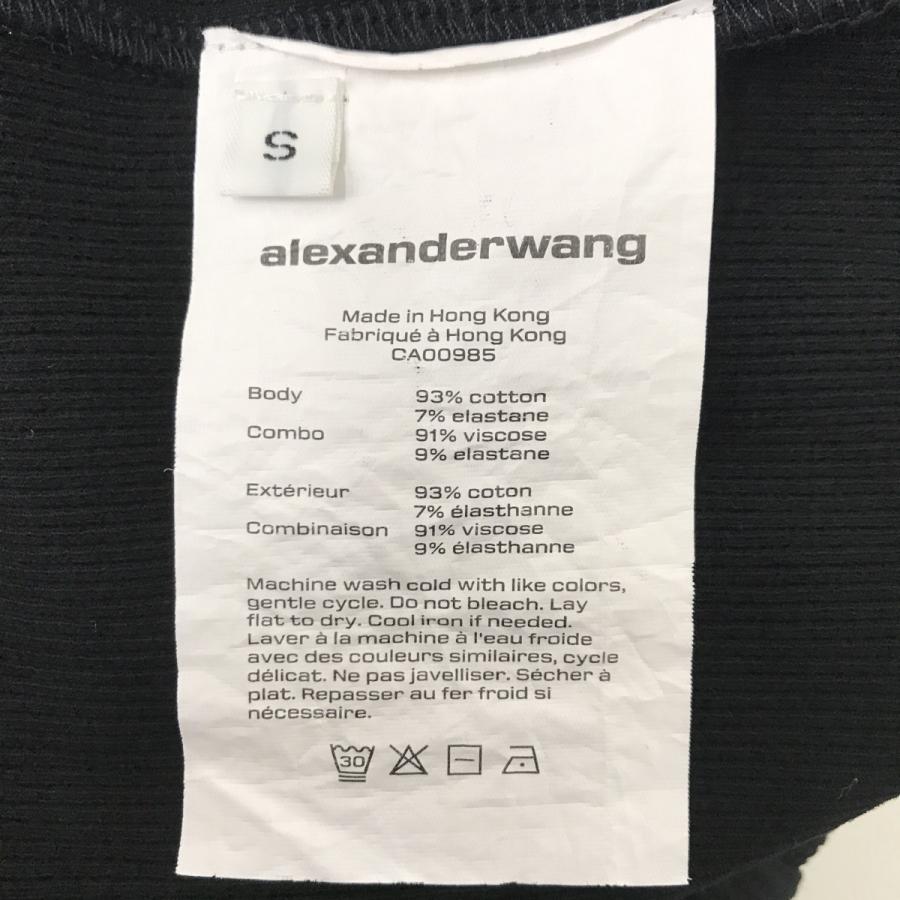 S
alexanderwang
Made in Hong Kong
Fabriqué à Hong Kong
CA00985
Body 93% cotton
7% elastane
Combo 91% viscose
9% elastane
Extérieur 93% coton
7% élasthanne
Combinaison 91% viscose
9% élasthanne
Machine wash cold with like colors,
gentle cycle. Do not bleach. Lay
flat to dry. Cool iron if needed.
Laver à la machine à l'eau froide
avec des couleurs similaires, cycle
délicat. Ne pas javelliser. Sécher à
plat. Repasser au fer froid si
nécessaire.
30